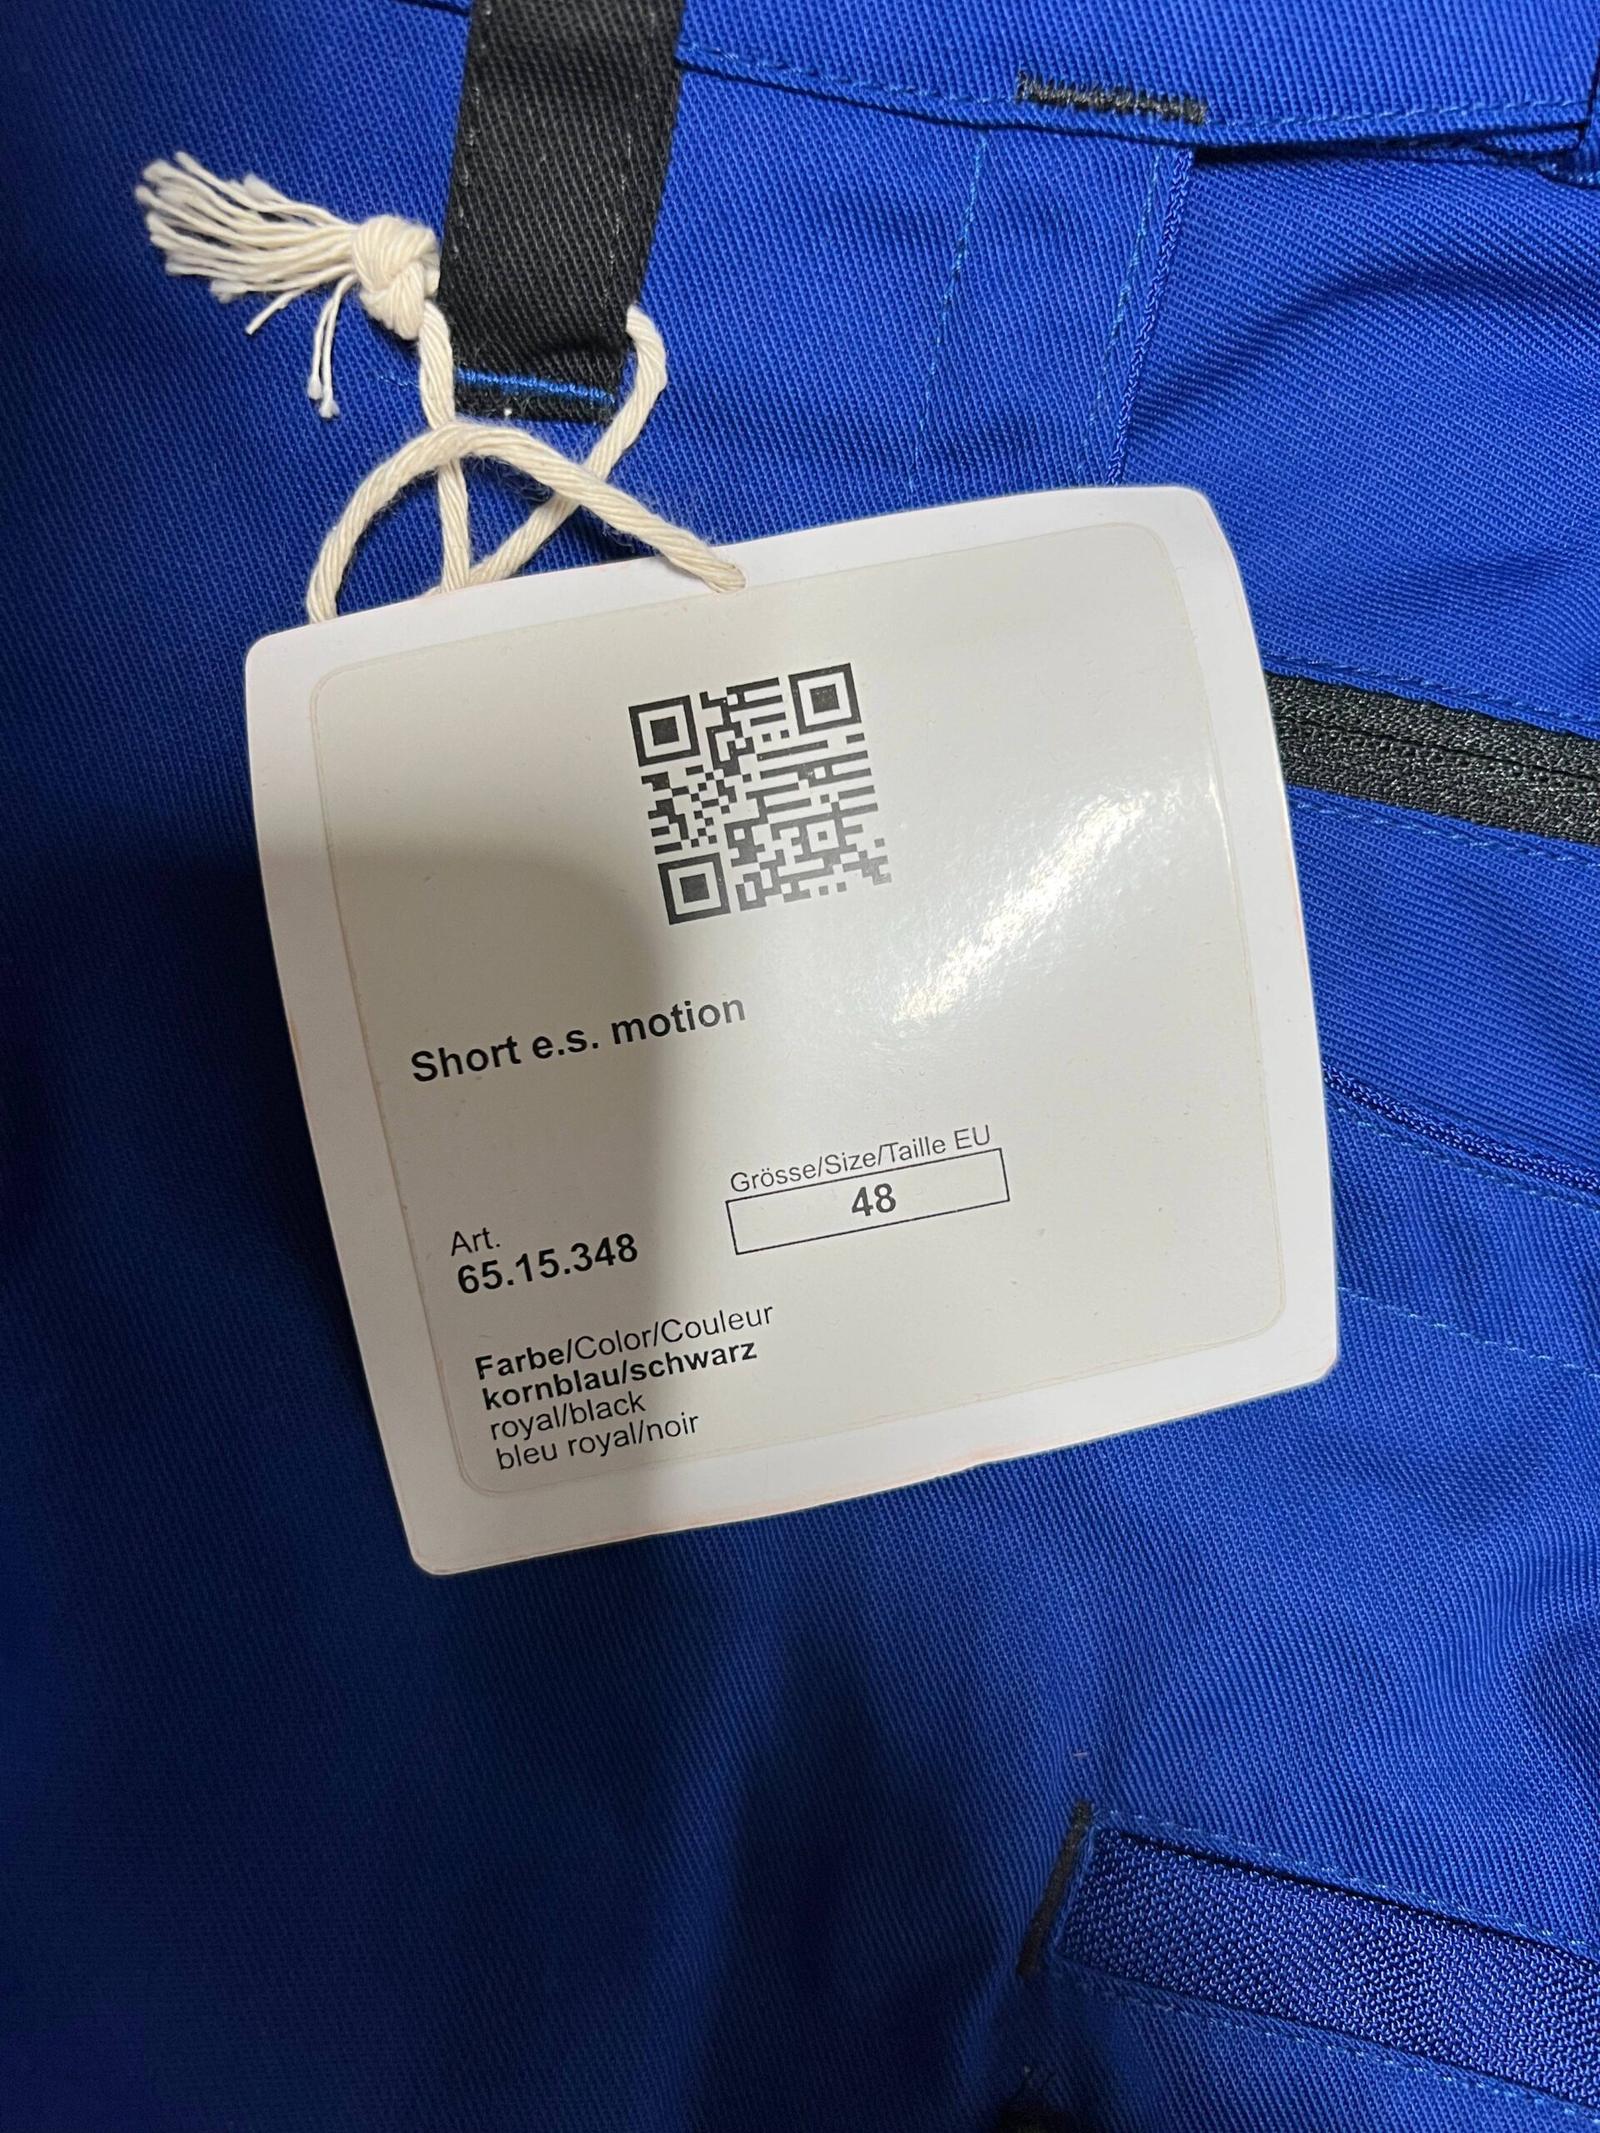 Short e.s. motion
Grösse/Size/Taille EU
48
Art.
65.15.348
Farbe/Color/Couleur
kornblau/schwarz
royal/black
bleu royal/noir